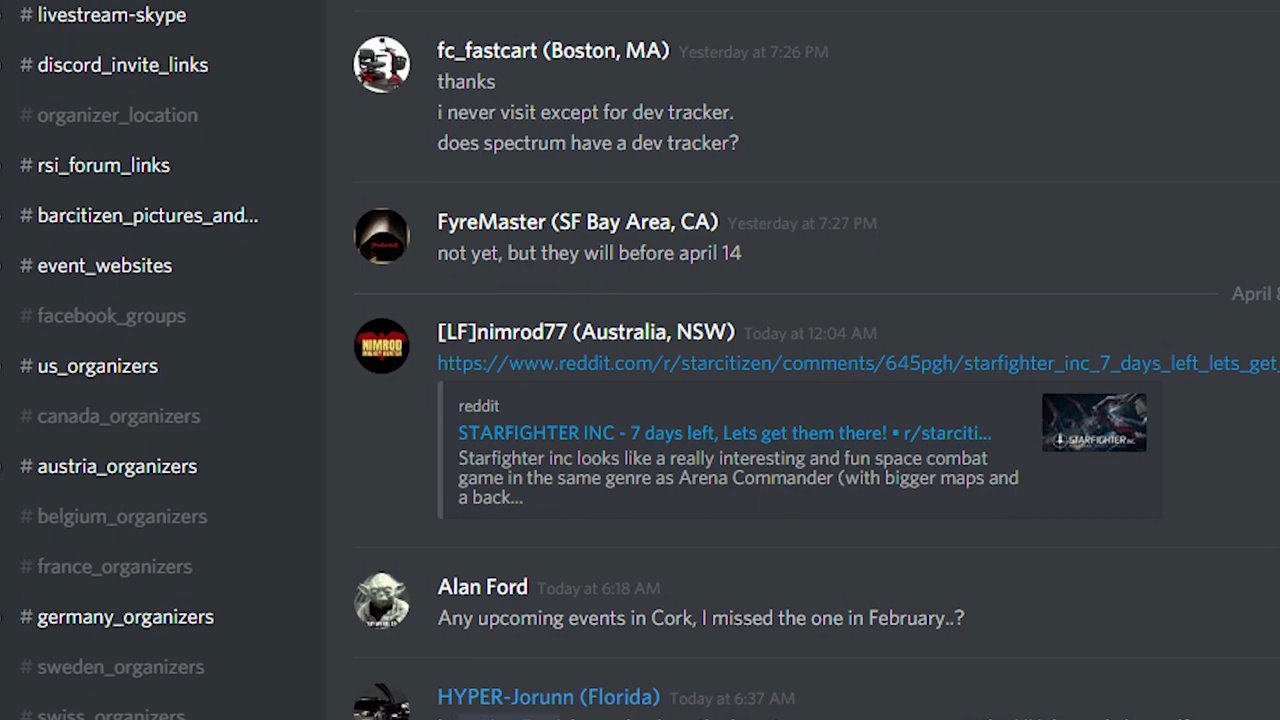 # livestream-skype
# discord_invite_links
# organizer_location
# rsi_forum_links
# barcitizen_pictures_and...
# event_websites
# facebook_groups
# us_organizers
# canada_organizers
# austria_organizers
# belgium_organizers
# france_organizers
# germany_organizers
# sweden_organizers
# swiss_organizers
fc_fastcart (Boston, MA) Yesterday at 7:26 PM
thanks
i never visit except for dev tracker.
does spectrum have a dev tracker?
FyreMaster (SF Bay Area, CA) Yesterday at 7:27 PM
not yet, but they will before april 14
April 8
[LF]nimrod77 (Australia, NSW) Today at 12:04 AM
https://www.reddit.com/r/starcitizen/comments/645pgh/starfighter_inc_7_days_left_lets_get_
reddit
STARFIGHTER INC - 7 days left, Lets get them there! • r/starciti...
Starfighter inc looks like a really interesting and fun space combat
game in the same genre as Arena Commander (with bigger maps and
a back...
NIMROD
STARFIGHTER INC
Alan Ford Today at 6:18 AM
Any upcoming events in Cork, I missed the one in February..?
HYPER-Jorunn (Florida) Today at 6:37 AM